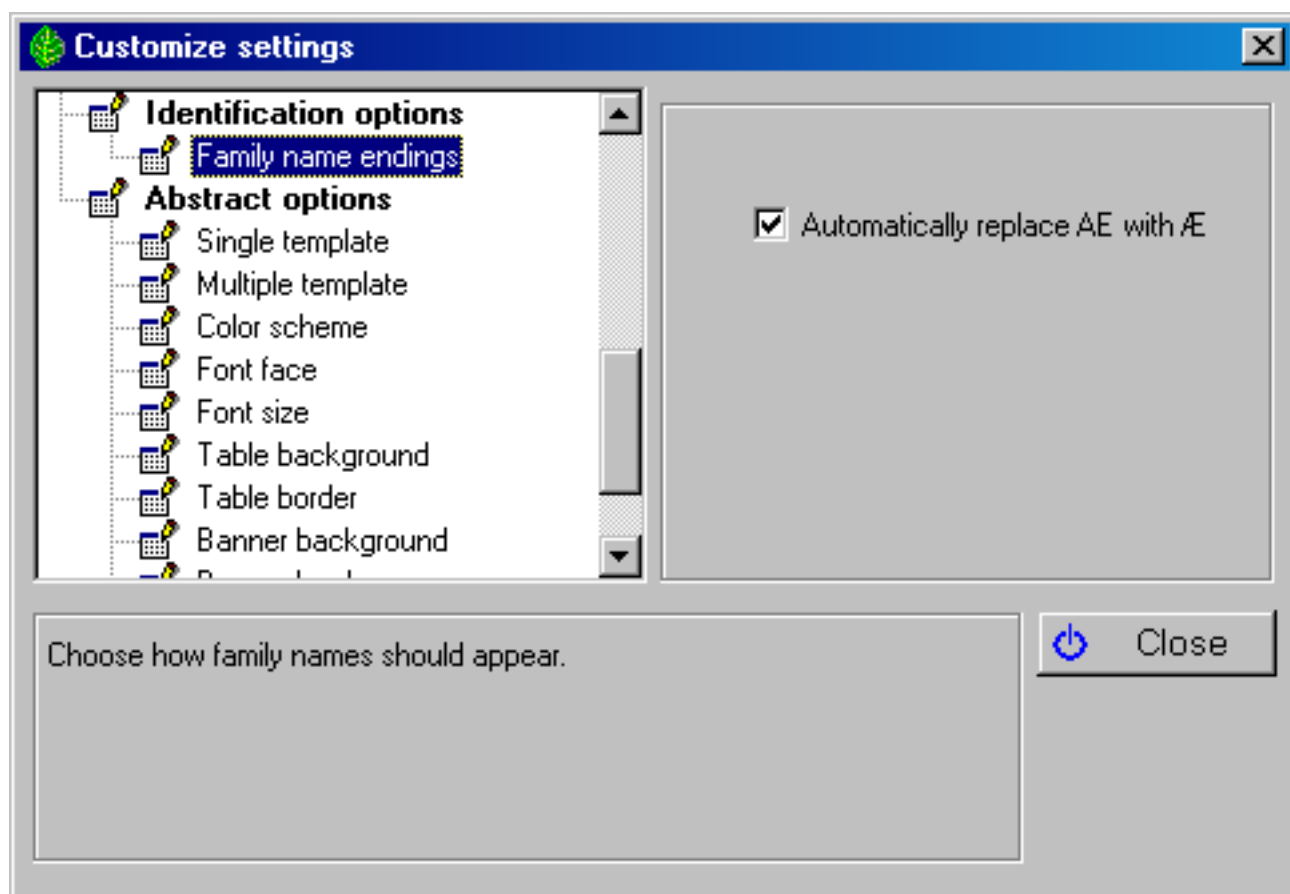 Customize settings
Identification options
Family name endings
Abstract options
Single template
Multiple template
Color scheme
Font face
Font size
Table background
Table border
Banner background
Automatically replace AE with Æ
Choose how family names should appear.
Close